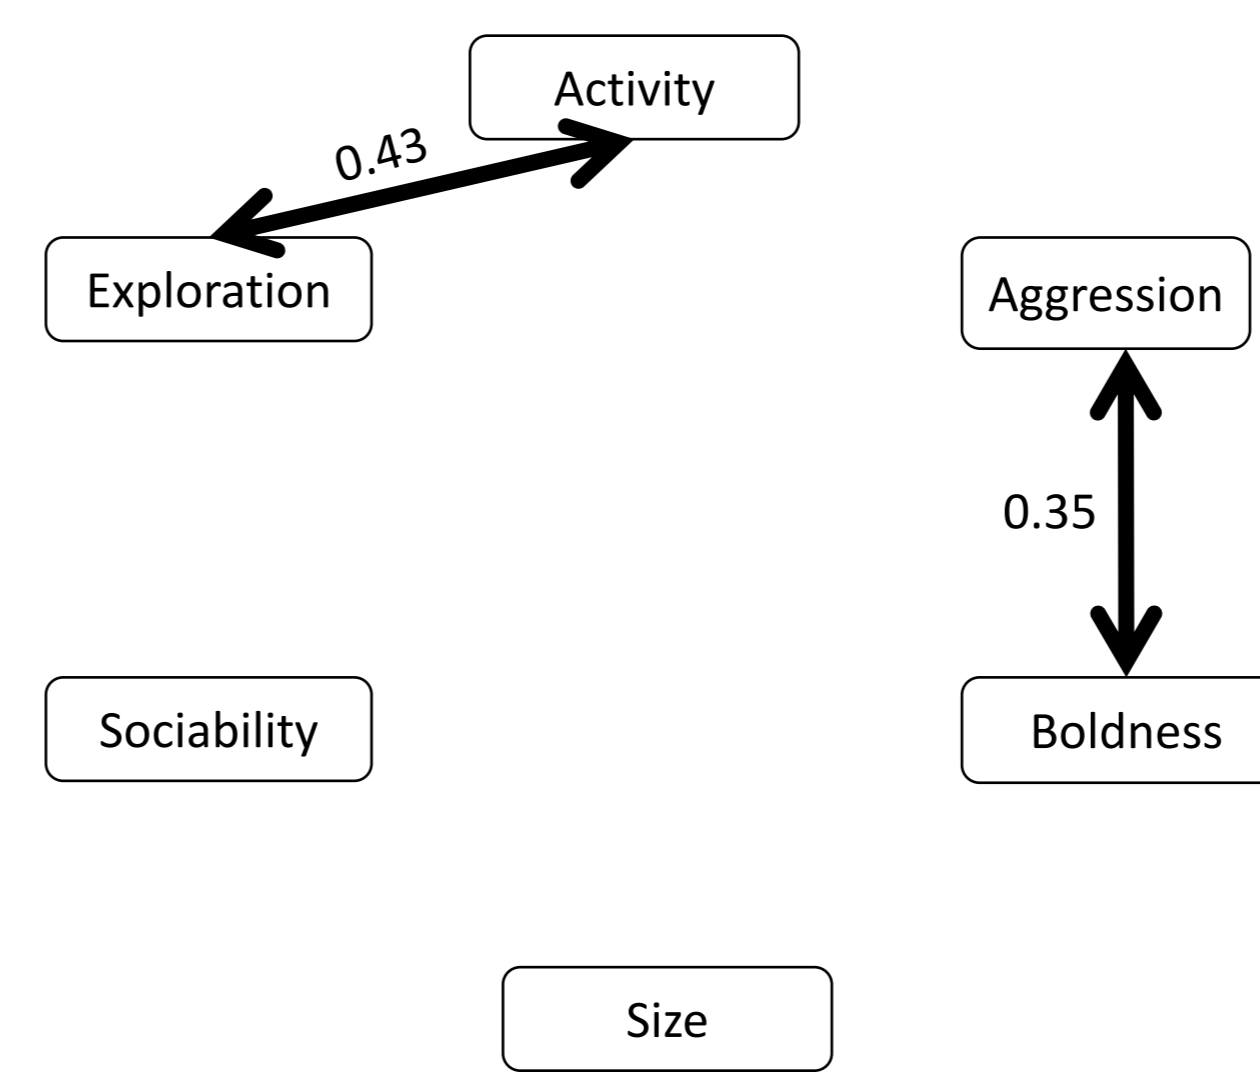 Activity
0.43
Exploration
Aggression
0.35
Sociability
Boldness
Size